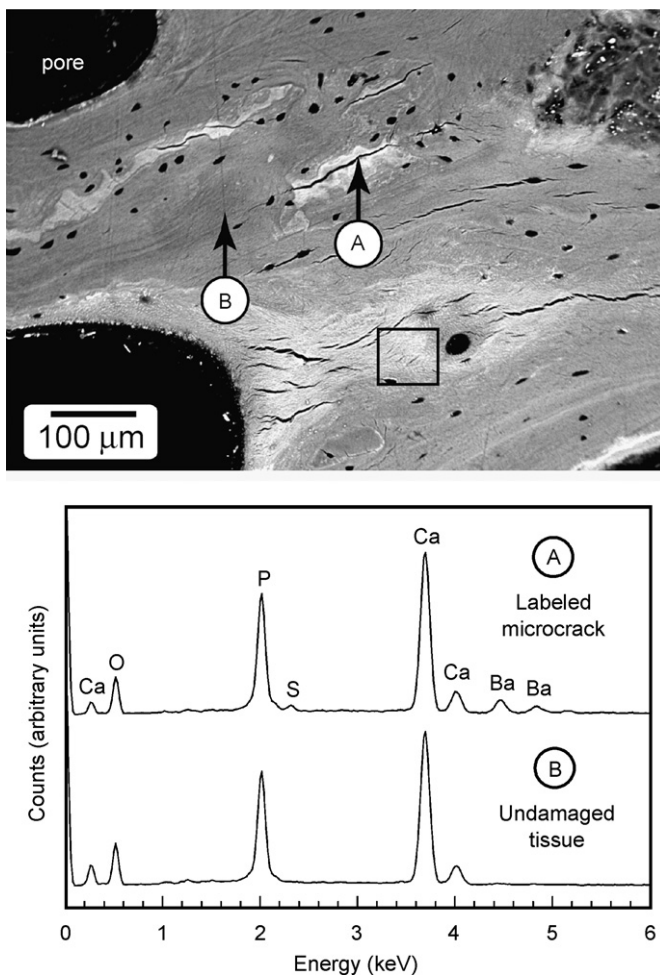 pore
A
B
100 μm
Ca
O
P
S
Ca
Ca
Ba
Ba
A
Labeled
microcrack
B
Undamaged
tissue
Counts (arbitrary units)
0 1 2 3 4 5 6
Energy (keV)